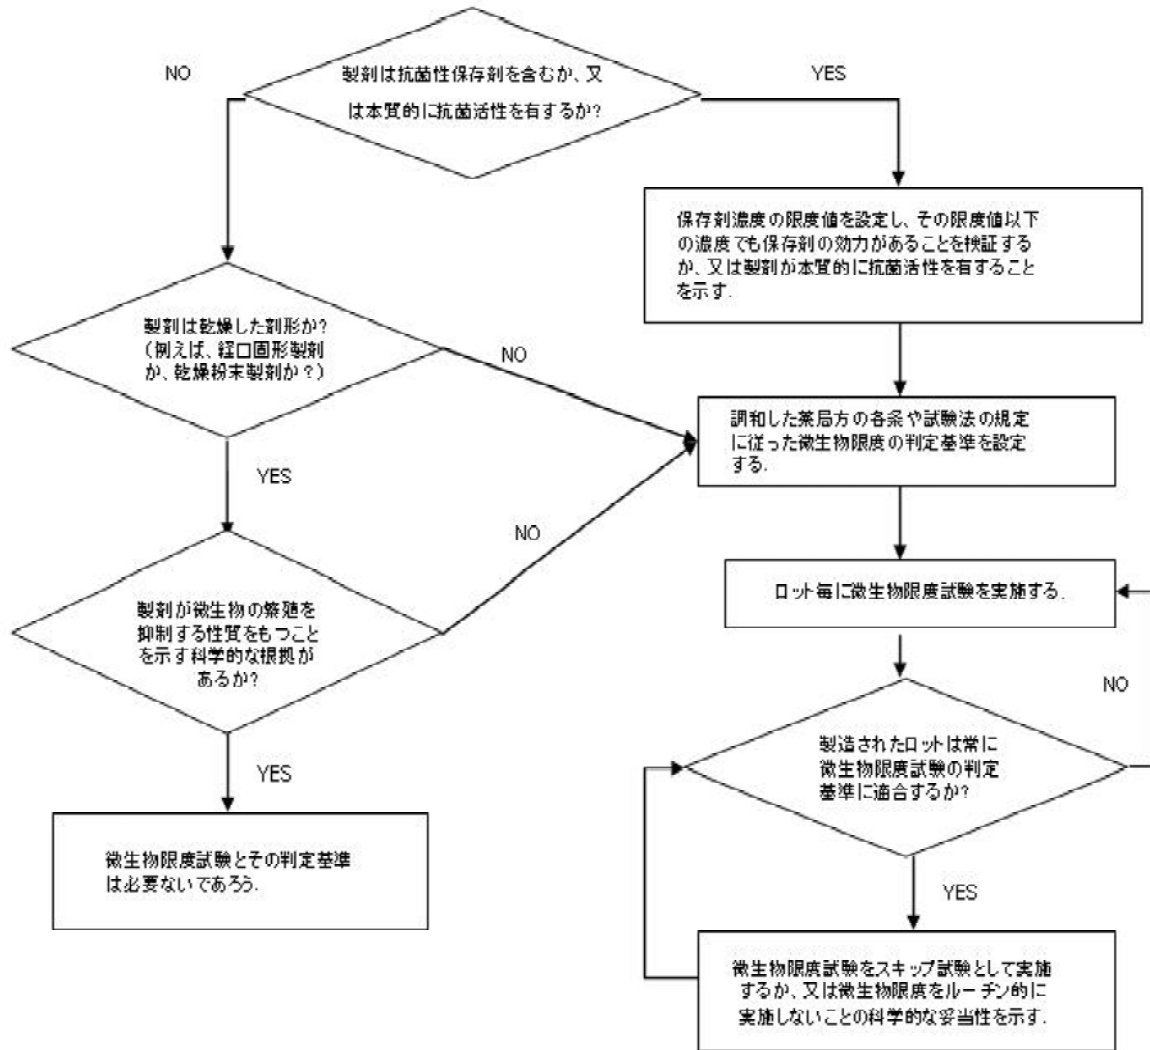 NO
製剤は抗菌性保存剤を含むか、又
は本質的に抗菌活性を有するか?
YES
保存剤濃度の限度値を設定し、その限度値以下
の濃度でも保存剤の効力があることを検証する
か、又は製剤が本質的に抗菌活性を有すること
を示す.
製剤は乾燥した剤形か?
(例えば、経口固形製剤
か、乾燥粉末製剤か?)
NO
調和した薬局方の各条や試験法の規定
に従った微生物限度の判定基準を設定
する.
YES
NO
製剤が微生物の繁殖を
抑制する性質をもつこと
を示す科学的な根拠が
あるか?
ロット毎に微生物限度試験を実施する.
NO
製造されたロットは常に
微生物限度試験の判定
基準に適合するか?
YES
微生物限度試験とその判定基準
は必要ないであろう.
YES
微生物限度試験をスキップ試験として実施
するか、又は微生物限度をルーチン的に
実施しないことの科学的な妥当性を示す.